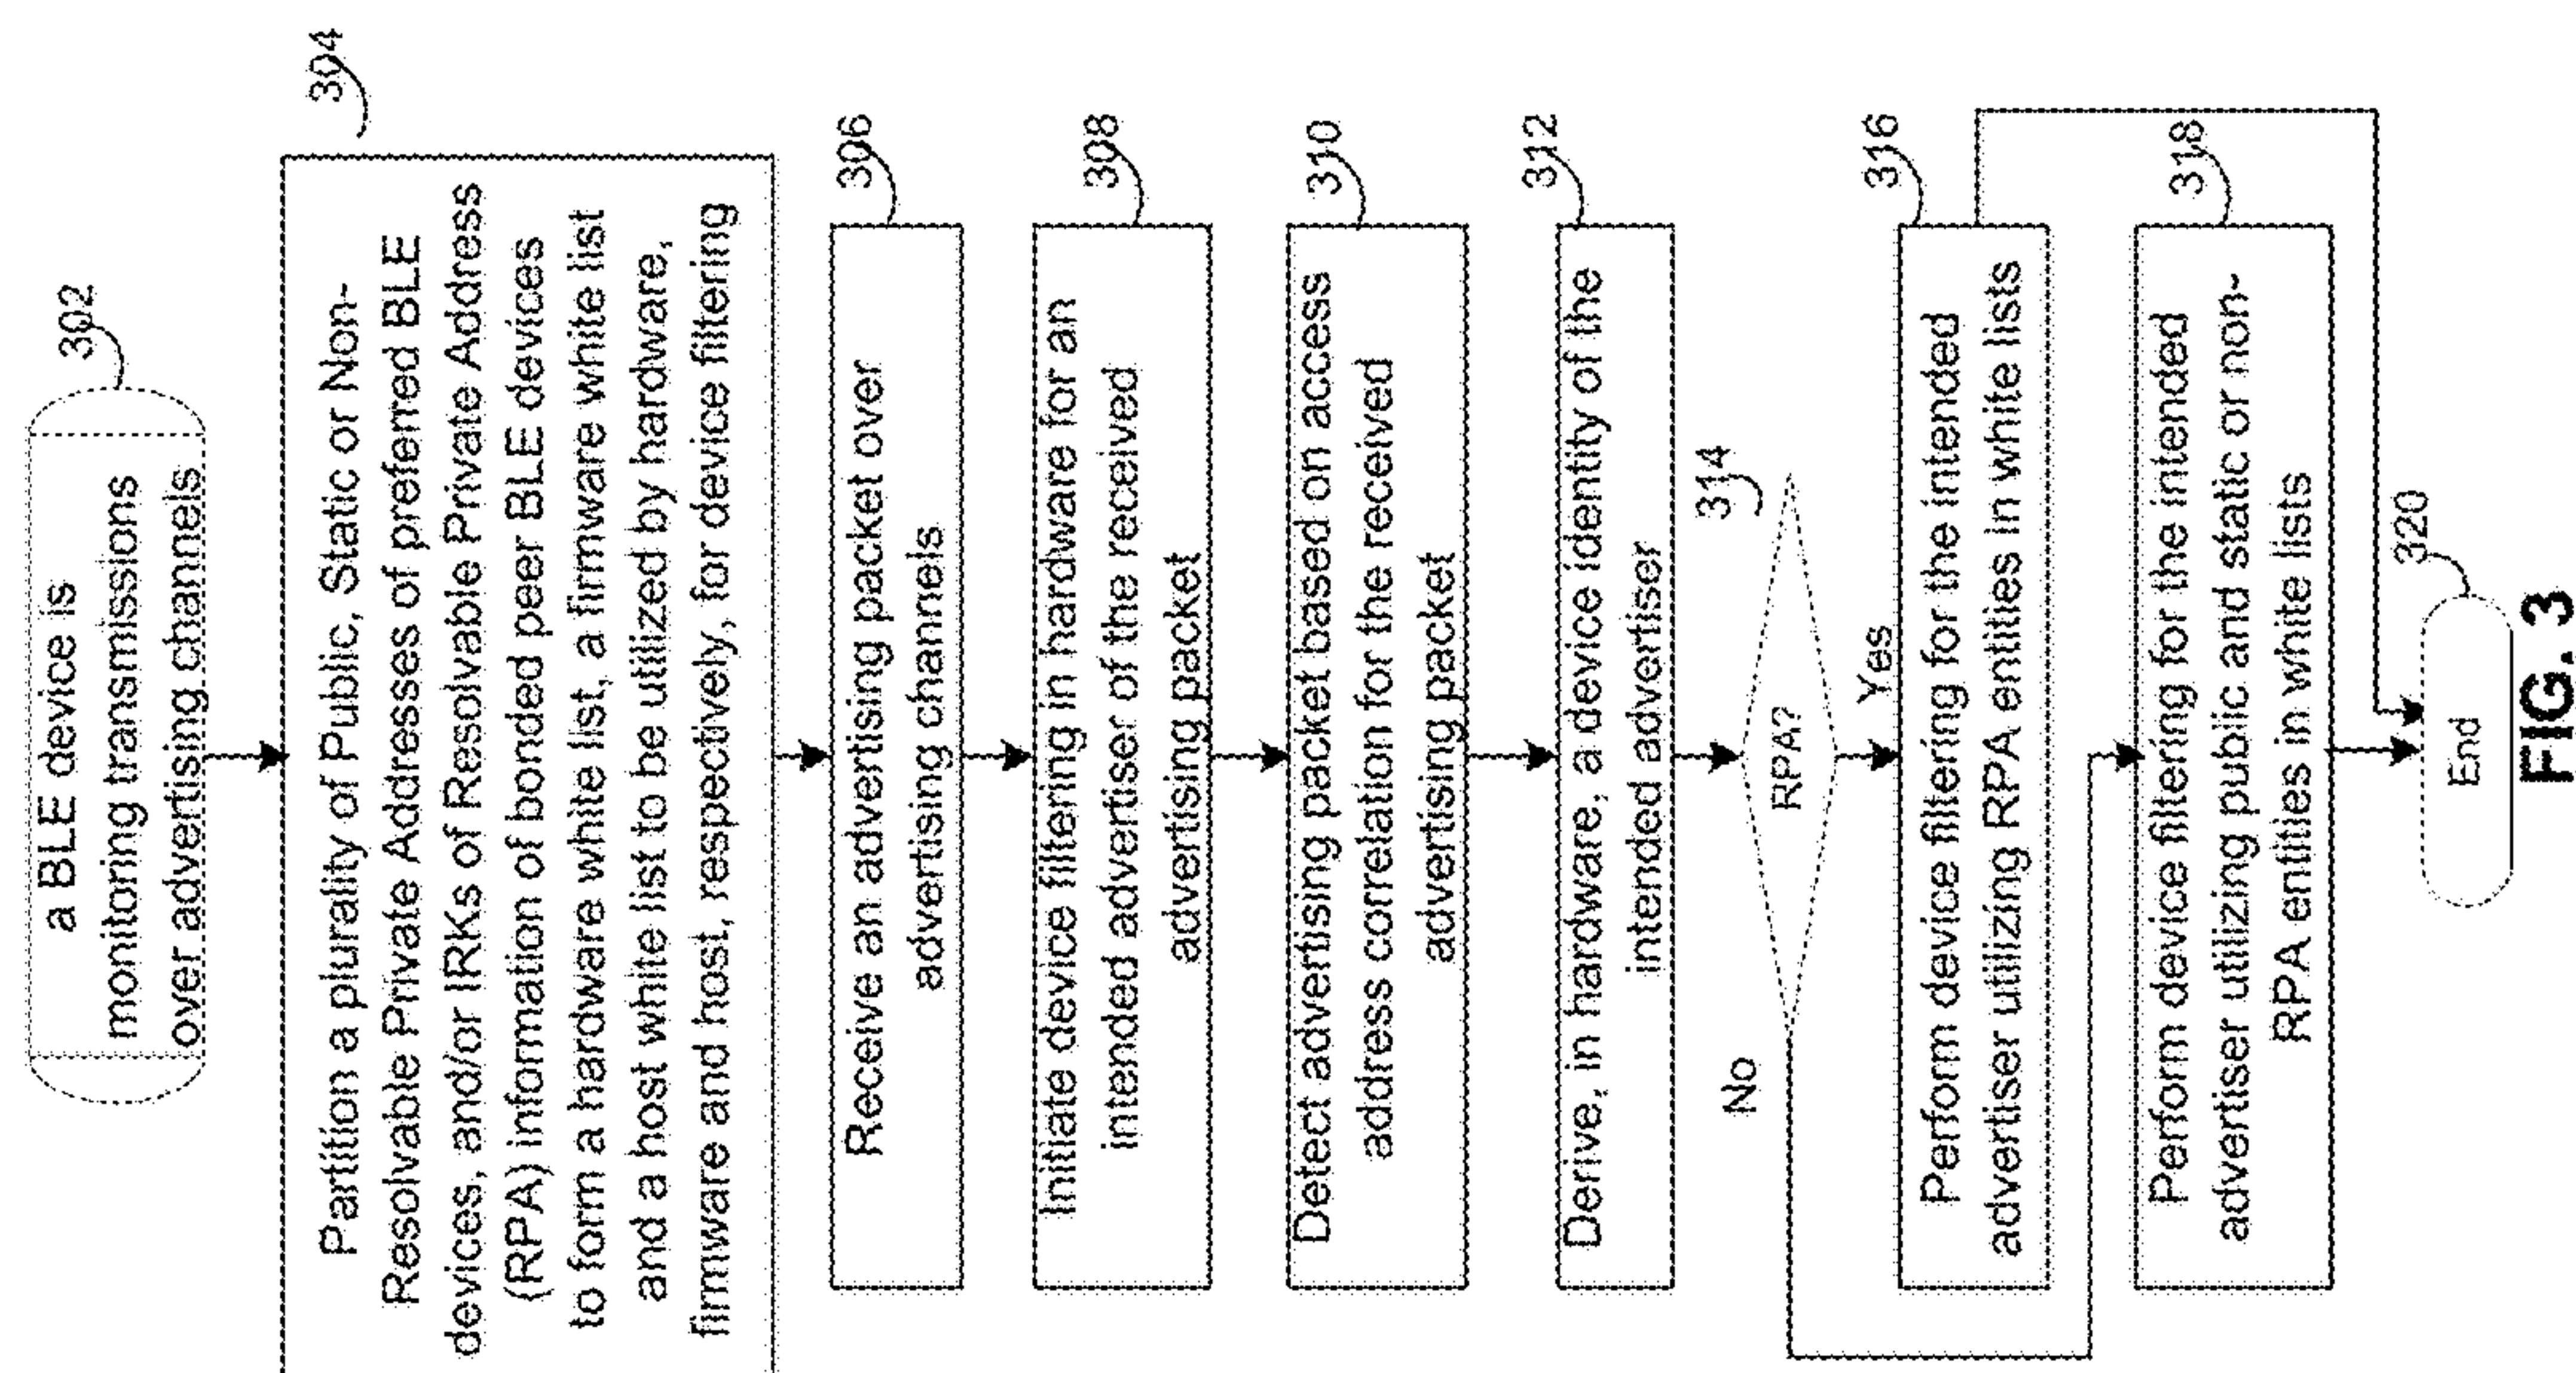 302
a BLE device is
monitoring transmissions
over advertising channels
304
Partition a plurality of Public, Static or Non-
Resolvable Private Addresses of preferred BLE
devices, and/or IRKs of Resolvable Private Address
(RPA) information of bonded peer BLE devices
to form a hardware white list, a firmware white list
and a host white list to be utilized by hardware,
firmware and host, respectively, for device filtering
306
Receive an advertising packet over
advertising channels
308
Initiate device filtering in hardware for an
intended advertiser of the received
advertising packet
310
Detect advertising packet based on access
address correlation for the received
advertising packet
312
Derive, in hardware, a device identity of the
intended advertiser
314
RPA?
No
Yes
316
Perform device filtering for the intended
advertiser utilizing RPA entities in white lists
318
Perform device filtering for the intended
advertiser utilizing public and static or non-
RPA entities in white lists
320
End
FIG. 3